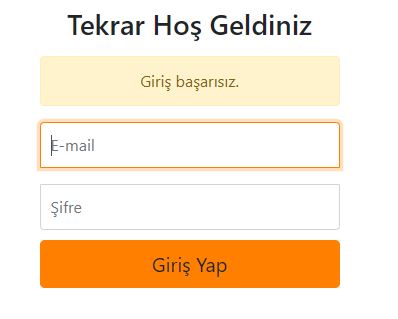 Tekrar Hoş Geldiniz
Giriş başarısız.
E-mail
Şifre
Giriş Yap